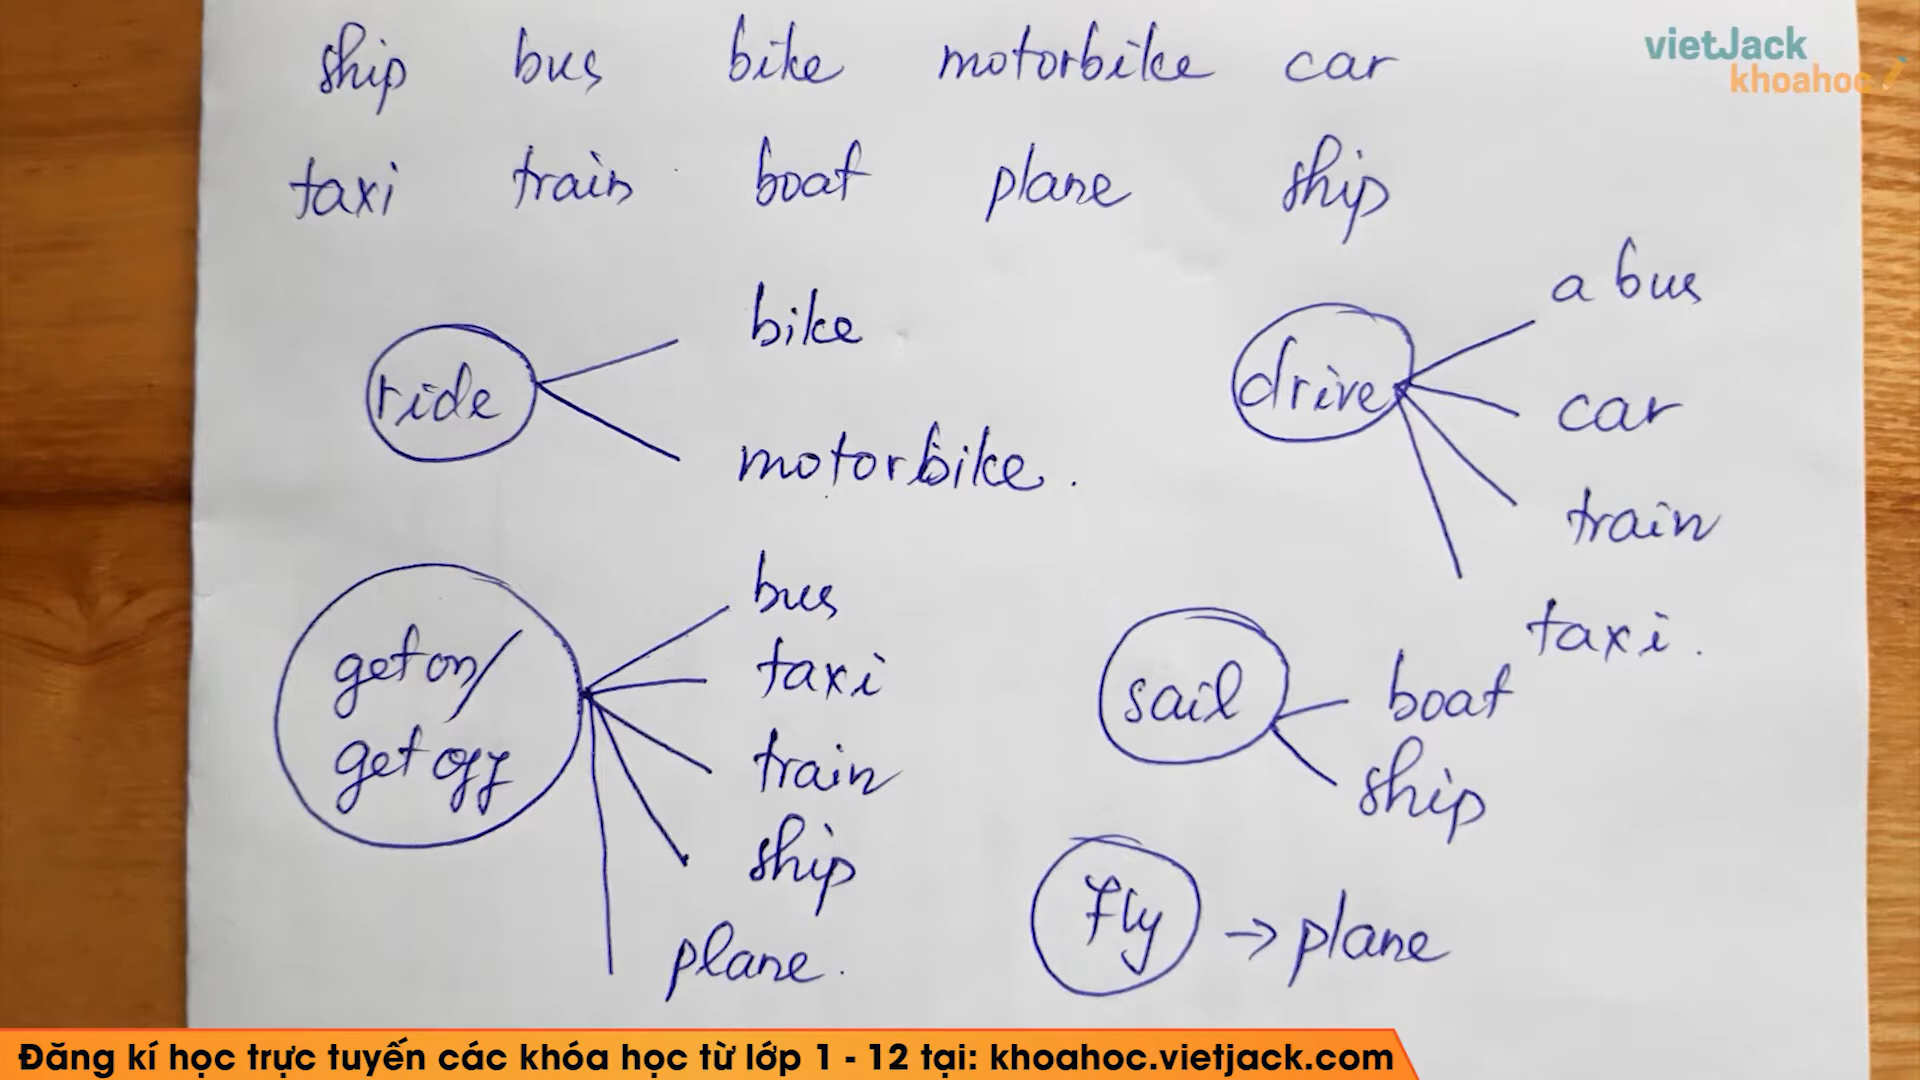 ship bus bike motorbike car
taxi train boat plane ship
vietJack
khoahoc
ride
bike
motorbike.
drive
a bus
car
train
taxi.
get on/
get off
bus
taxi
train
ship
plane.
sail
boat
ship
fly → plane
Đăng kí học trực tuyến các khóa học từ lớp 1 - 12 tại: khoahoc.vietjack.com